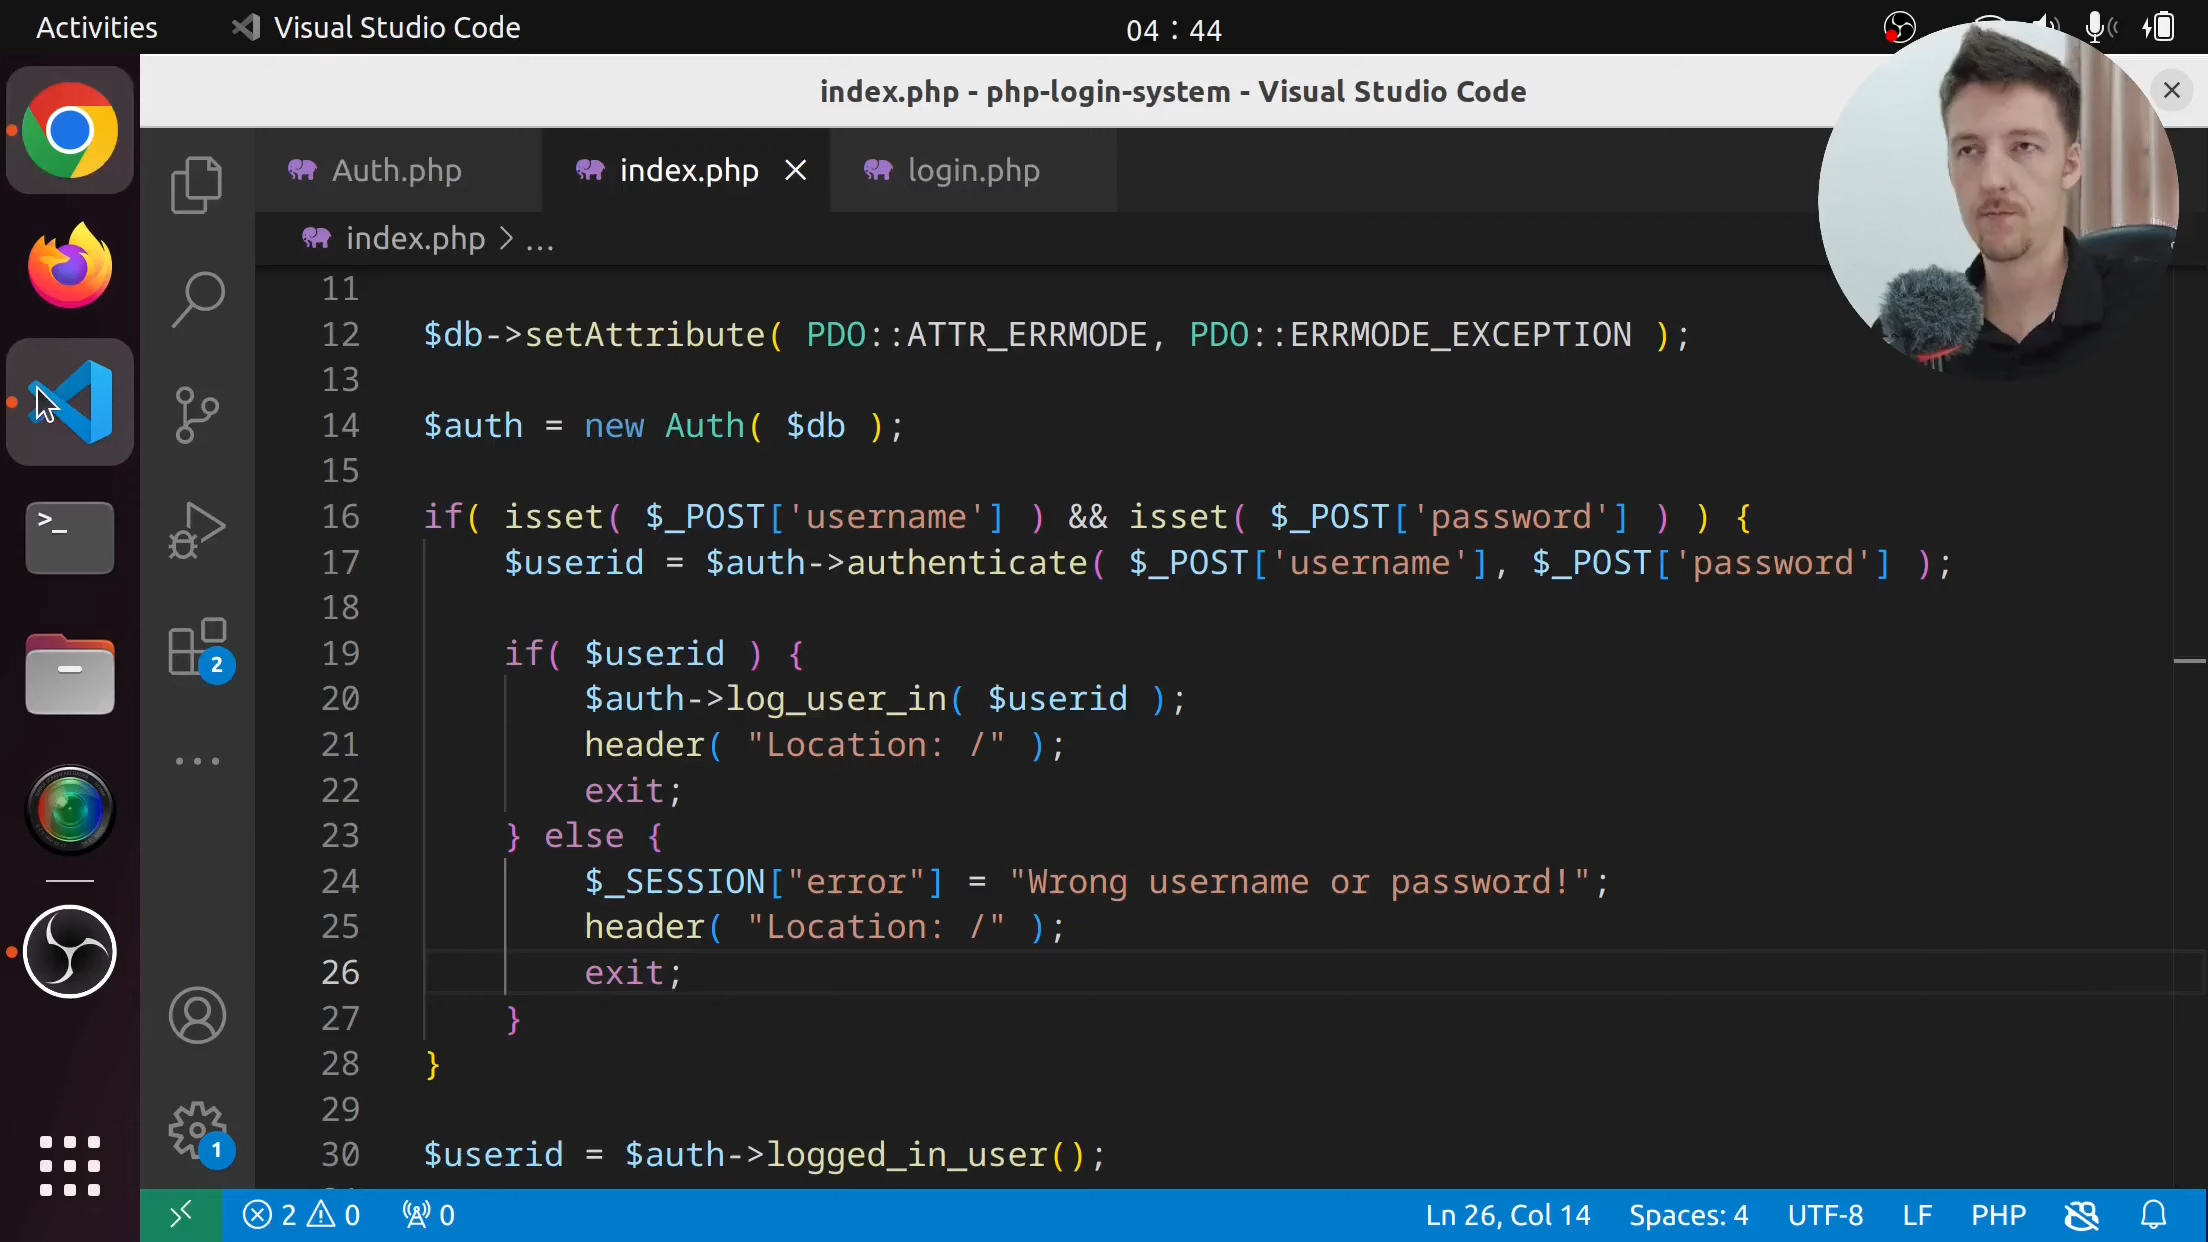 Activities
Visual Studio Code
04 : 44
index.php - php-login-system - Visual Studio Code
Auth.php
index.php
login.php
index.php > ...
11
12 $db->setAttribute( PDO::ATTR_ERRMODE, PDO::ERRMODE_EXCEPTION );
13
14 $auth = new Auth( $db );
15
16 if( isset( $_POST['username'] ) && isset( $_POST['password'] ) ) {
17 $userid = $auth->authenticate( $_POST['username'], $_POST['password'] );
18
19 if( $userid ) {
20 $auth->log_user_in( $userid );
21 header( "Location: /" );
22 exit;
23 } else {
24 $_SESSION["error"] = "Wrong username or password!";
25 header( "Location: /" );
26 exit;
27 }
28 }
29
30 $userid = $auth->logged_in_user();
>_
2
1
2 0 0
Ln 26, Col 14
Spaces: 4
UTF-8
LF
PHP